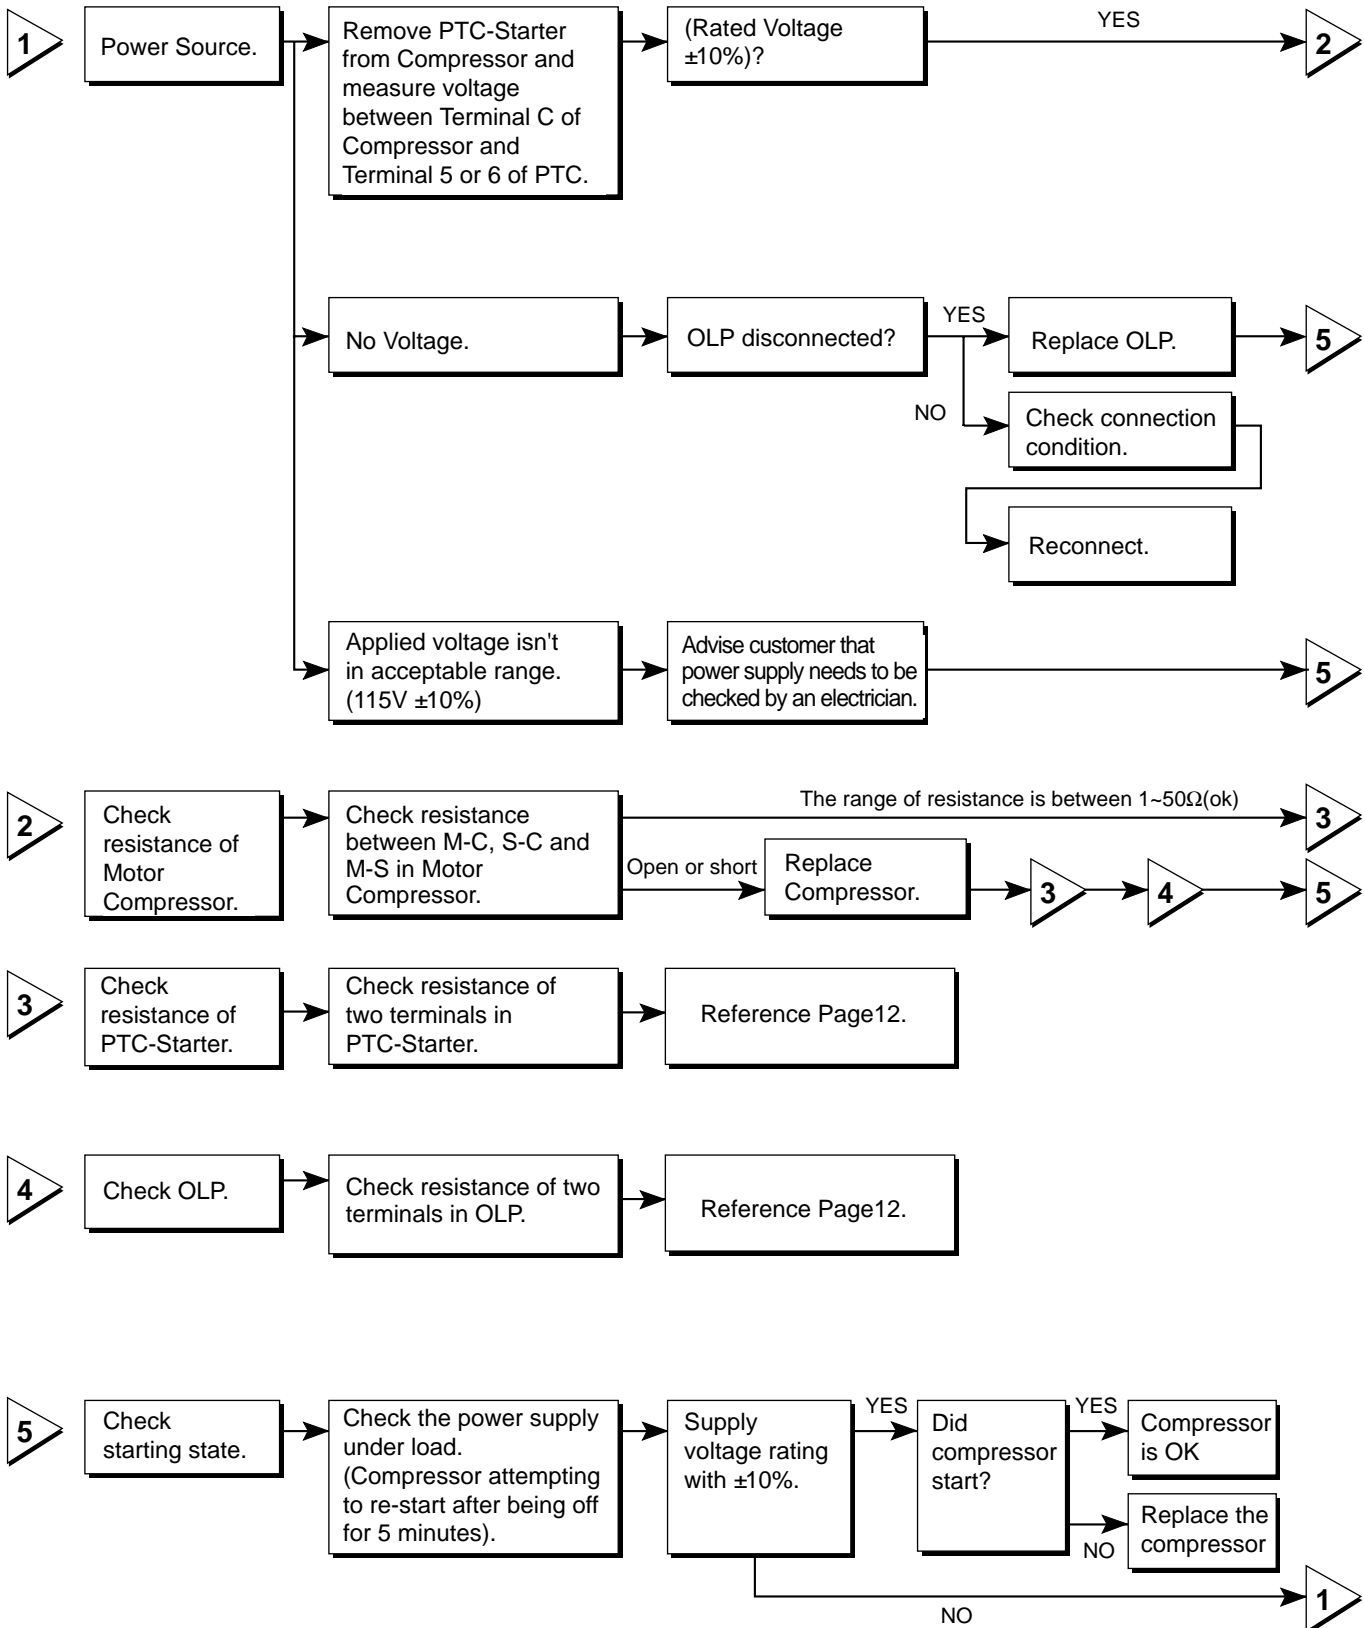 1
Power Source.
Remove PTC-Starter
from Compressor and
measure voltage
between Terminal C of
Compressor and
Terminal 5 or 6 of PTC.
(Rated Voltage
±10%)?
YES
2
No Voltage.
OLP disconnected?
YES
Replace OLP.
5
NO
Check connection
condition.
Reconnect.
Applied voltage isn't
in acceptable range.
(115V ±10%)
Advise customer that
power supply needs to be
checked by an electrician.
5
2
Check
resistance of
Motor
Compressor.
Check resistance
between M-C, S-C and
M-S in Motor
Compressor.
The range of resistance is between 1~50Ω(ok)
3
Open or short
Replace
Compressor.
3
4
5
3
Check
resistance of
PTC-Starter.
Check resistance of
two terminals in
PTC-Starter.
Reference Page12.
4
Check OLP.
Check resistance of two
terminals in OLP.
Reference Page12.
5
Check
starting state.
Check the power supply
under load.
(Compressor attempting
to re-start after being off
for 5 minutes).
Supply
voltage rating
with ±10%.
YES
Did
compressor
start?
YES
Compressor
is OK
NO
Replace the
compressor
NO
1